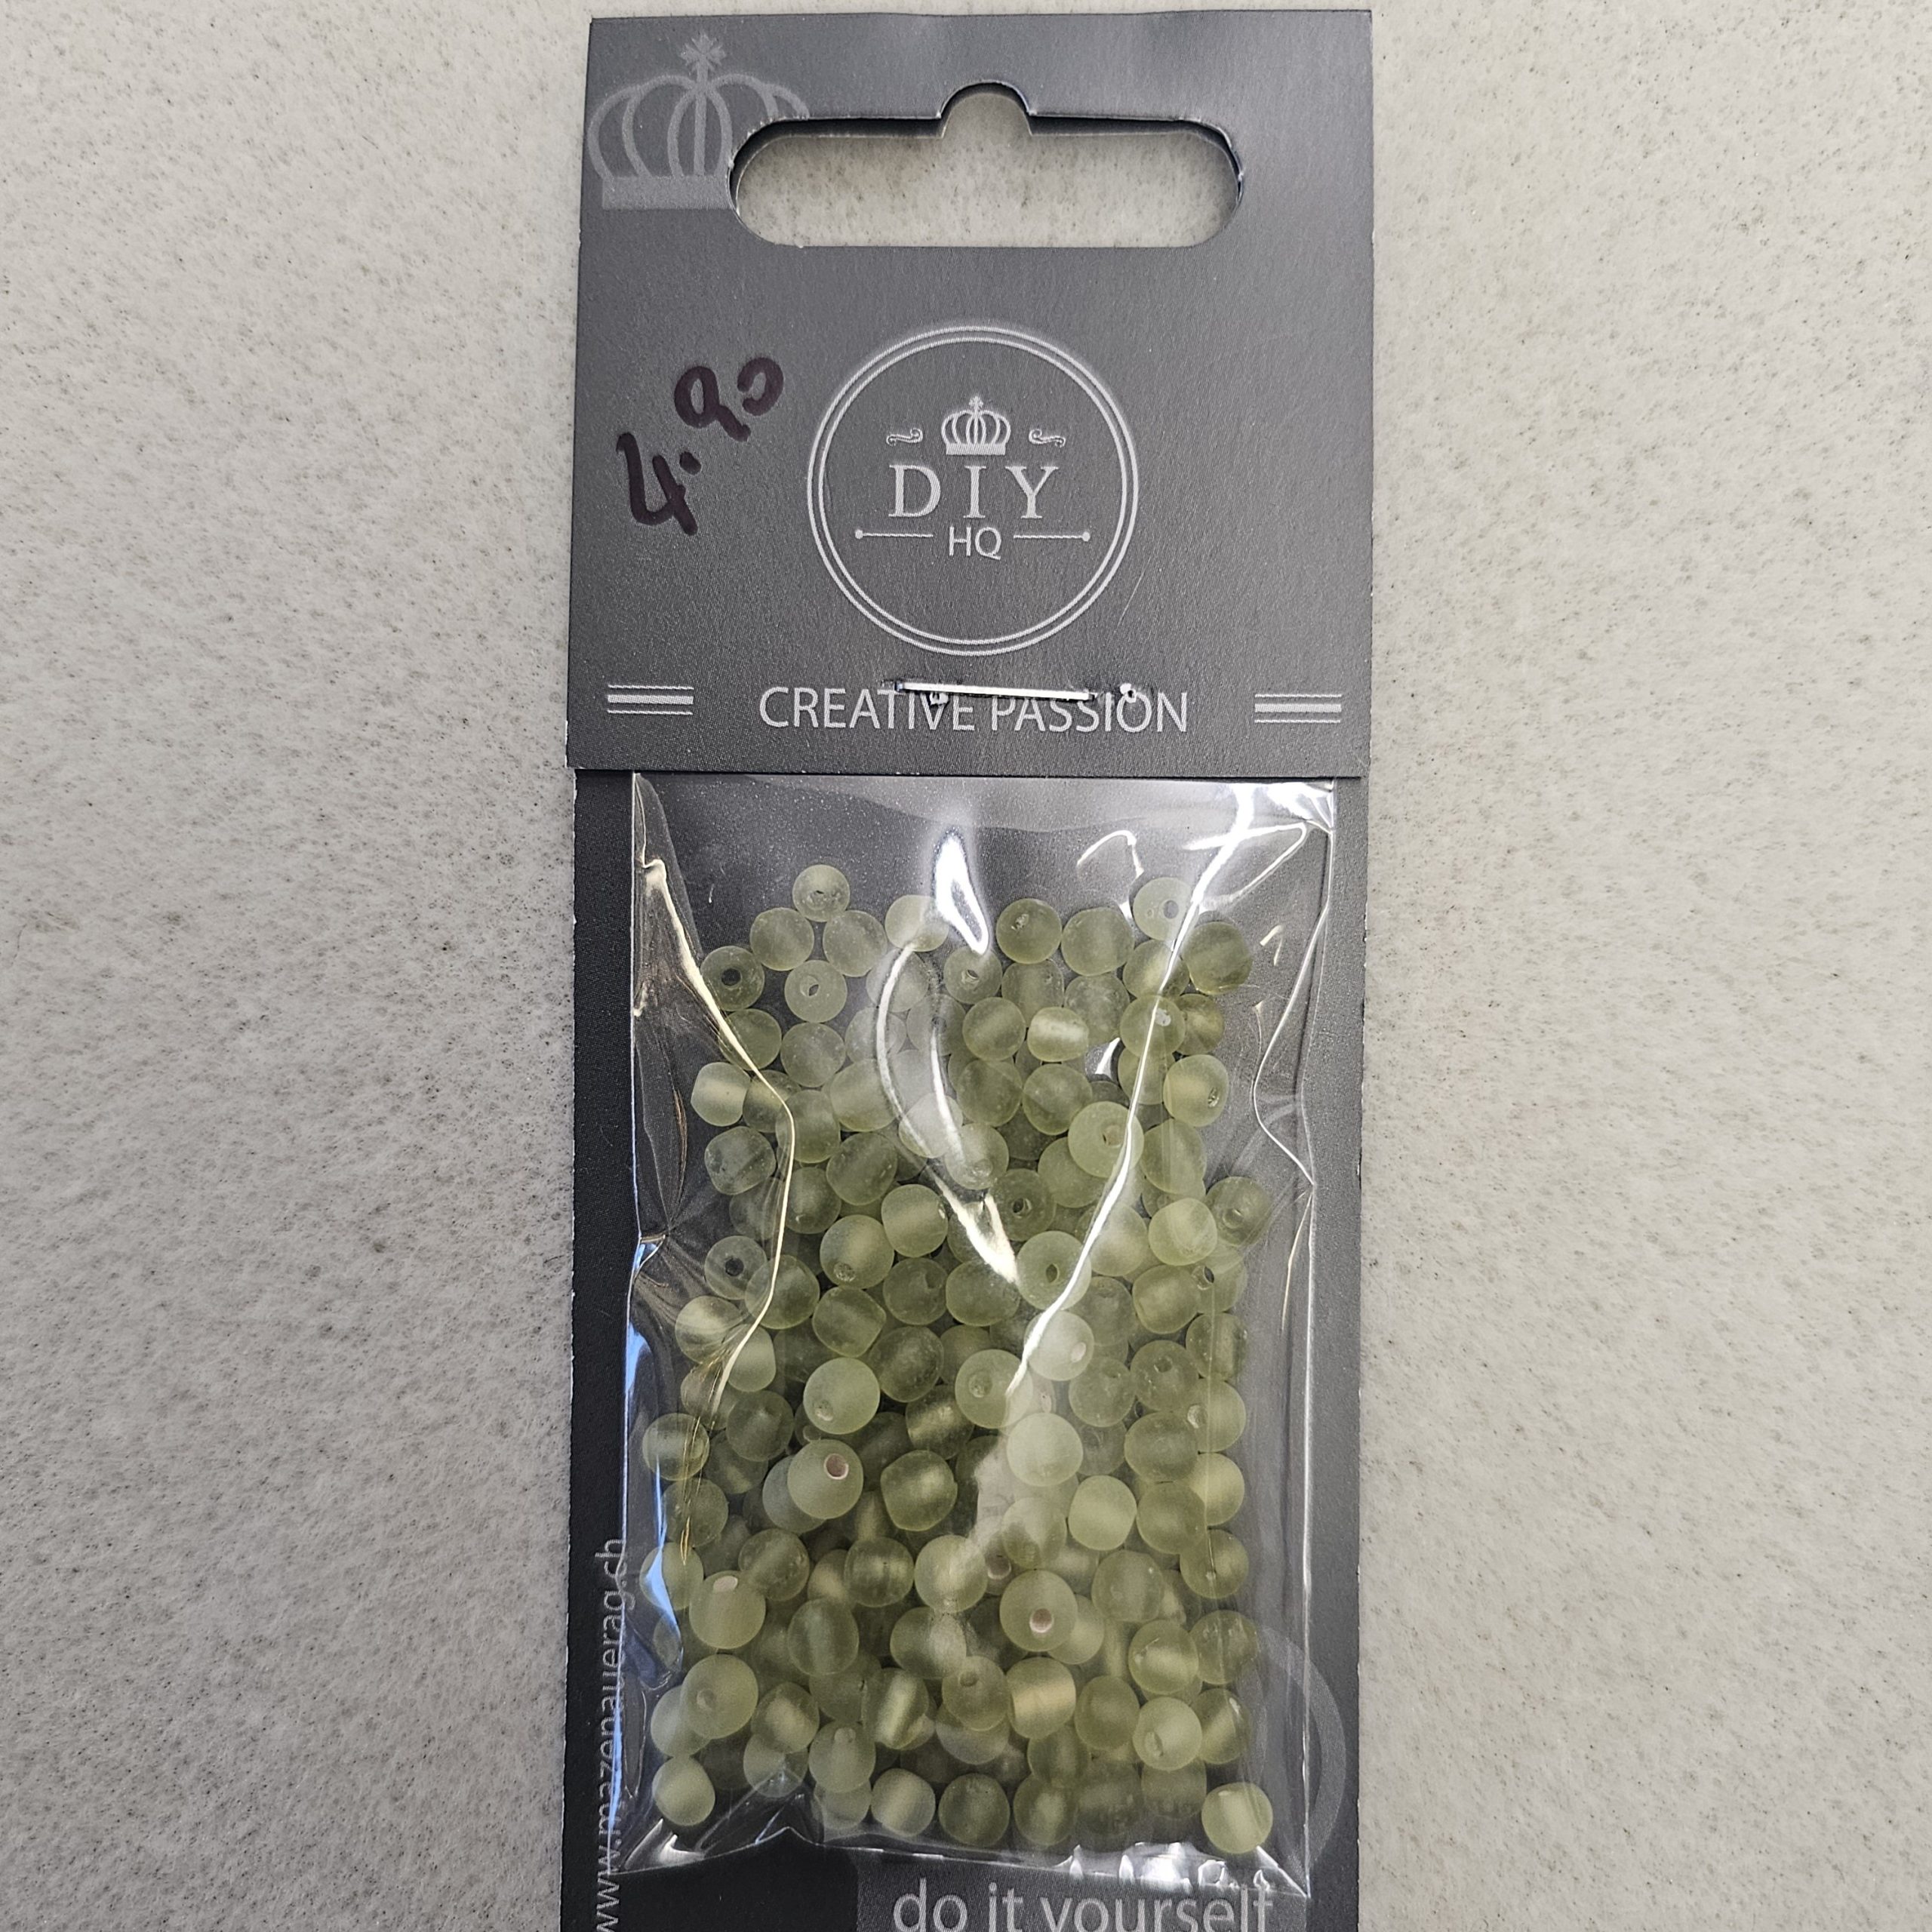 4.90
DIY
HQ
CREATIVE PASSION
www.mazenauerag.ch
do it yourself